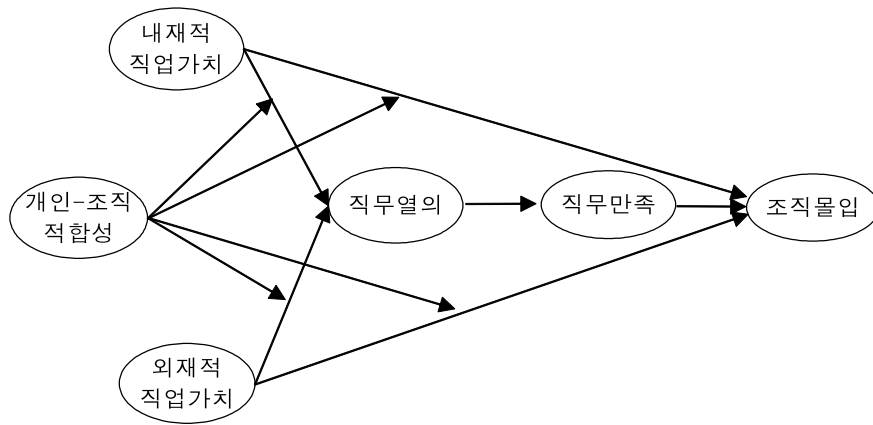 내재적
직업가치
개인-조직
적합성
직무열의
직무만족
조직몰입
외재적
직업가치